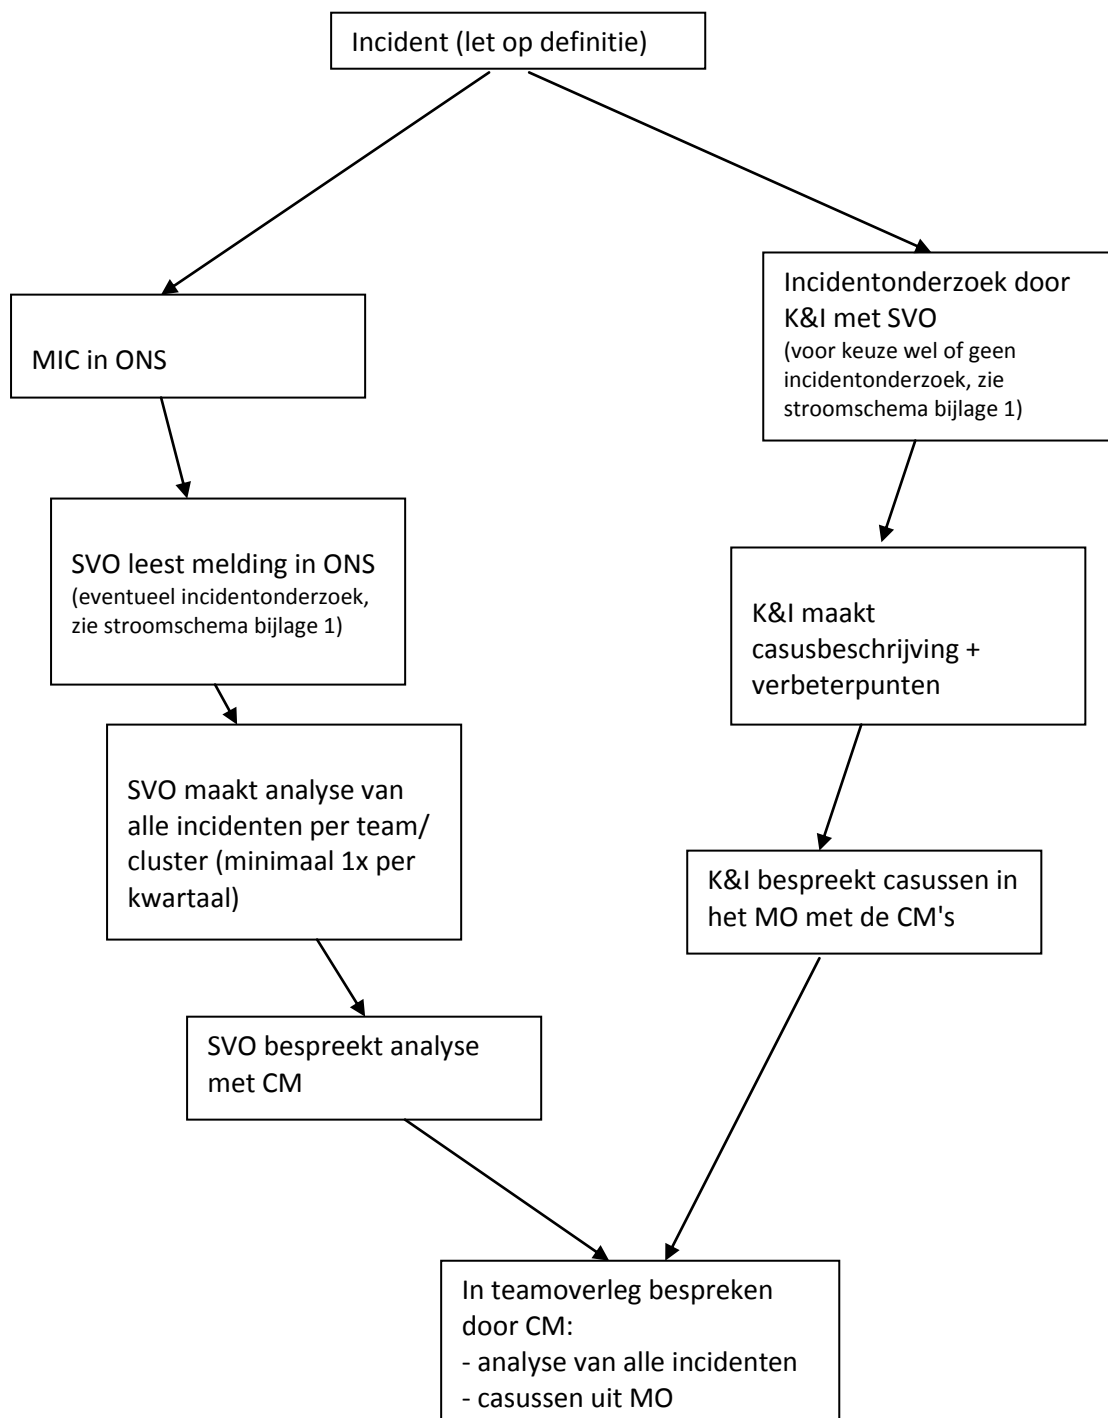 Incident (let op definitie)
MIC in ONS
SVO leest melding in ONS
(eventueel incidentonderzoek,
zie stroomschema bijlage 1)
SVO maakt analyse van
alle incidenten per team/
cluster (minimaal 1x per
kwartaal)
SVO bespreekt analyse
met CM
Incidentonderzoek door
K&I met SVO
(voor keuze wel of geen
incidentonderzoek, zie
stroomschema bijlage 1)
K&I maakt
casusbeschrijving +
verbeterpunten
K&I bespreekt casussen in
het MO met de CM's
In teamoverleg bespreken
door CM:
- analyse van alle incidenten
- casussen uit MO